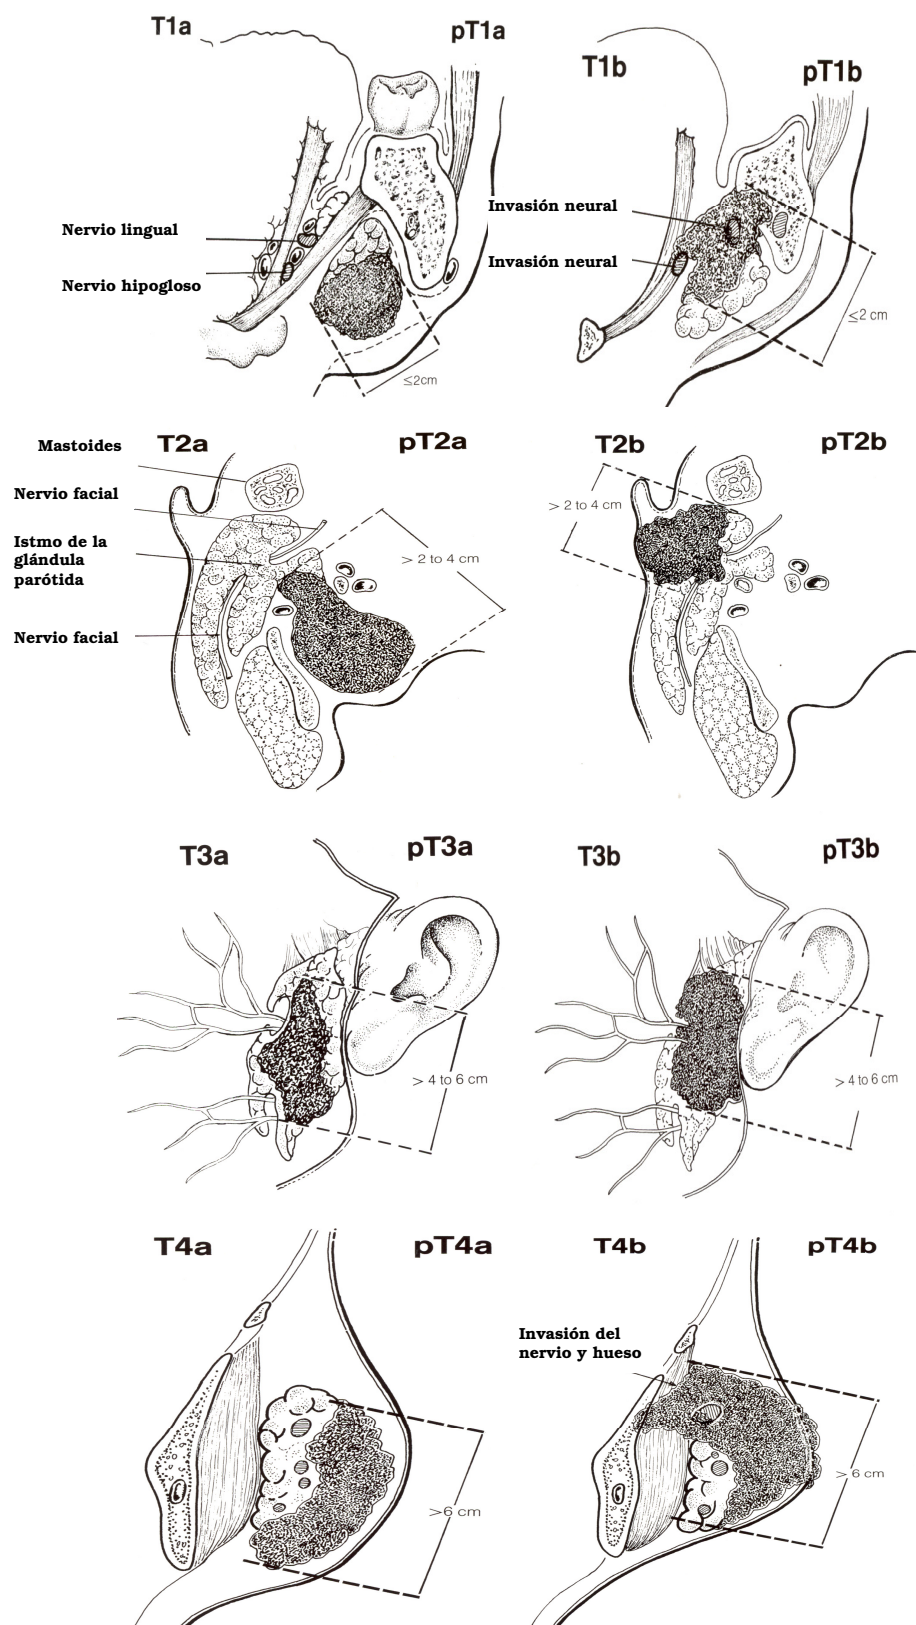 T1a
pT1a
Nervio lingual
Nervio hipogloso
≤2cm
T1b
pT1b
Invasión neural
Invasión neural
≤2 cm
T2a
pT2a
Mastoides
Nervio facial
Istmo de la
glándula
parótida
Nervio facial
> 2 to 4 cm
T2b
pT2b
> 2 to 4 cm
T3a
pT3a
> 4 to 6 cm
T3b
pT3b
> 4 to 6 cm
T4a
pT4a
>6 cm
T4b
pT4b
Invasión del
nervio y hueso
> 6 cm